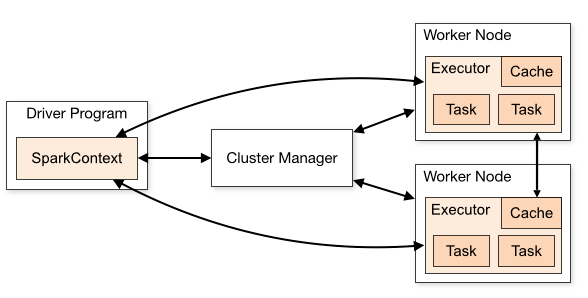 Driver Program
SparkContext
Cluster Manager
Worker Node
Executor
Cache
Task
Task
Worker Node
Executor
Cache
Task
Task